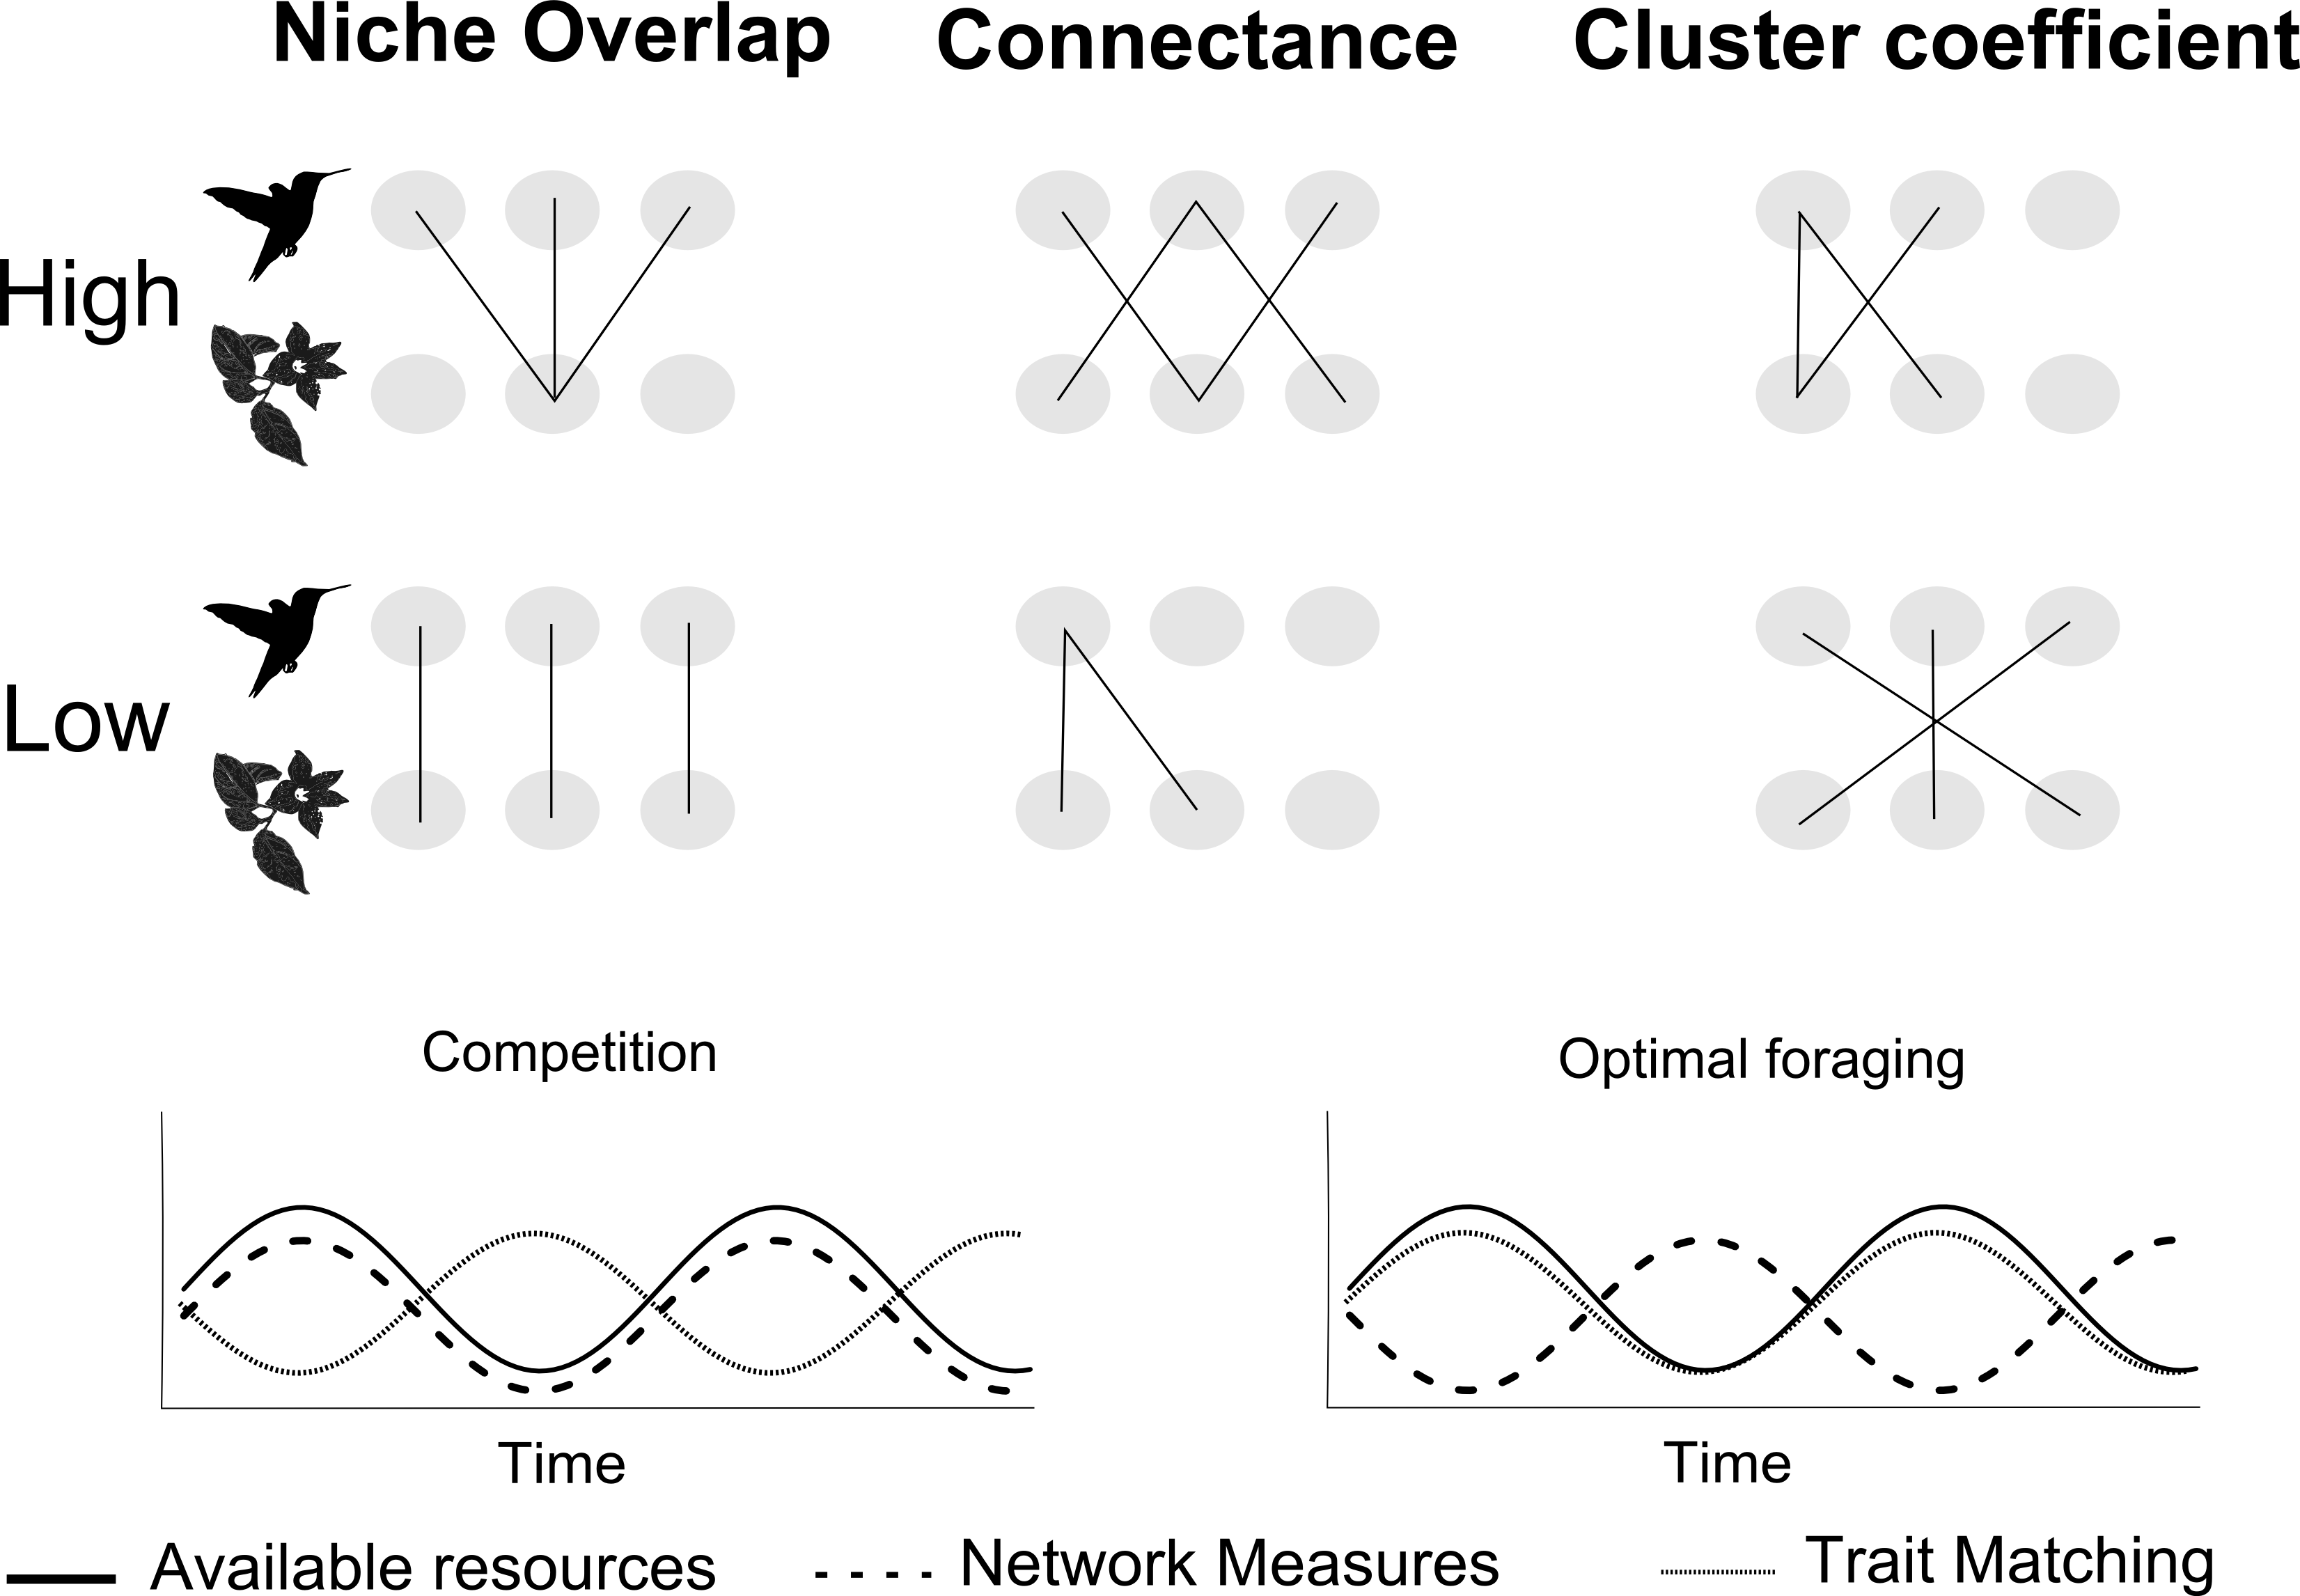 Niche Overlap
Connectance
Cluster coefficient
High
Low
Competition
Optimal foraging
Time
Time
Available resources
Network Measures
Trait Matching